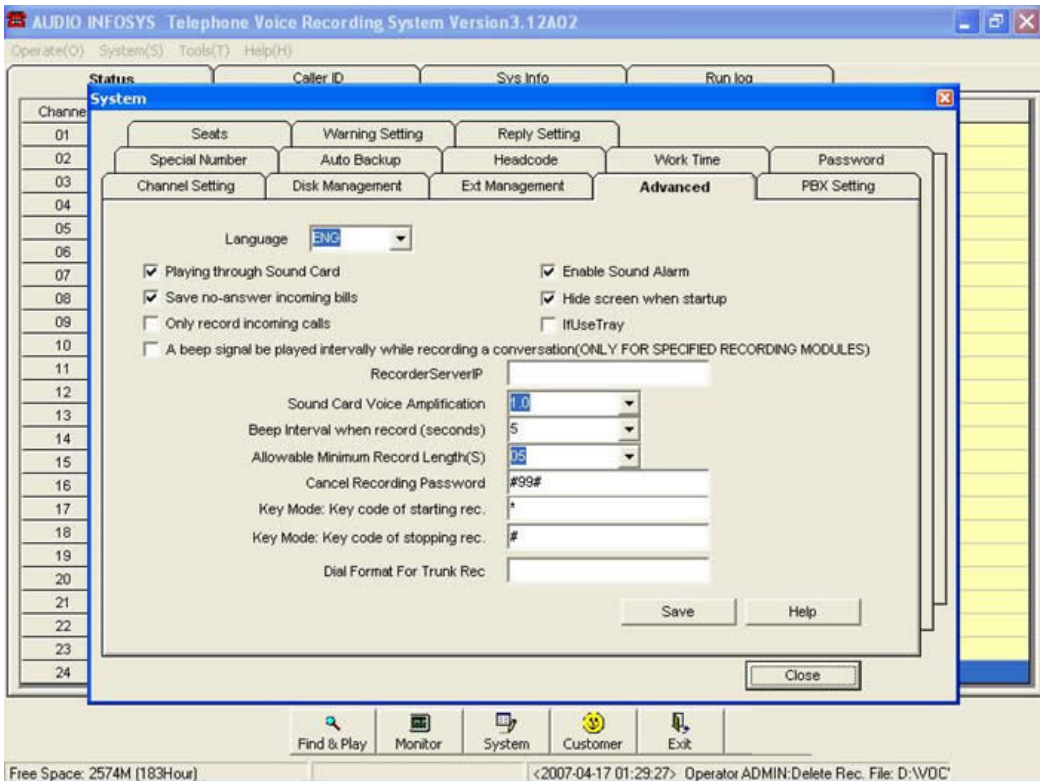 AUDIO INFOSYS Telephone Voice Recording System Version3.12A02
Operate(O) System(S) Tools(T) Help(H)
Status Caller ID Sys Info Run log
System
Channe
Seats Warning Setting Reply Setting
Special Number Auto Backup Headcode Work Time Password
Channel Setting Disk Management Ext Management Advanced PBX Setting
01
02
03
04
05
06
07
08
09
10
11
12
13
14
15
16
17
18
19
20
21
22
23
24
Language ENG
Playing through Sound Card Enable Sound Alarm
Save no-answer incoming bills Hide screen when startup
Only record incoming calls IfUseTray
A beep signal be played intervally while recording a conversation(ONLY FOR SPECIFIED RECORDING MODULES)
RecorderServerIP
Sound Card Voice Amplification 1.0
Beep Interval when record (seconds) 5
Allowable Minimum Record Length(S) 05
Cancel Recording Password #99#
Key Mode: Key code of starting rec. *
Key Mode: Key code of stopping rec. #
Dial Format For Trunk Rec
Save Help
Close
Find & Play Monitor System Customer Exit
Free Space: 2574M (183Hour) <2007-04-17 01:29:27> Operator ADMIN:Delete Rec. File: D:\VOC'